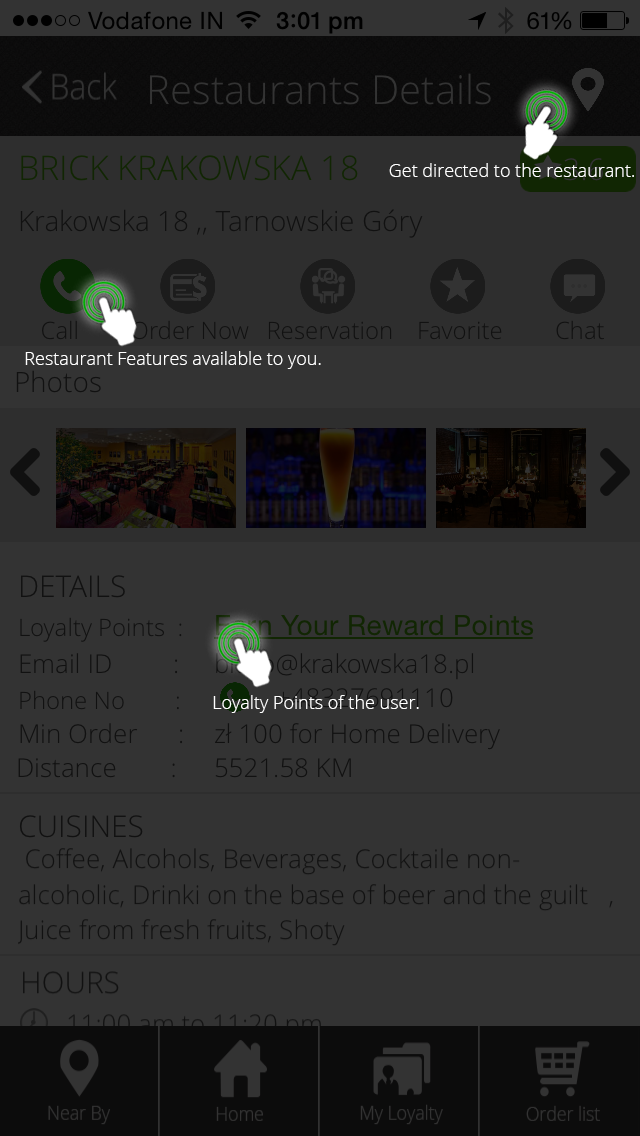 Vodafone IN 3:01 pm 61%
Back Restaurants Details
BRICK KRAKOWSKA 18
Get directed to the restaurant.
Krakowska 18 ,, Tarnowskie Góry
Call Order Now Reservation Favorite Chat
Restaurant Features available to you.
Photos
DETAILS
Loyalty Points : Your Reward Points
Email ID : @krakowska18.pl
Phone No : +48327691110
Loyalty Points of the user.
Min Order : zł 100 for Home Delivery
Distance : 5521.58 KM
CUISINES
Coffee, Alcohols, Beverages, Cocktaile non-
alcoholic, Drinki on the base of beer and the guilt ,
Juice from fresh fruits, Shoty
HOURS
11:00 am to 11:20 pm
Near By Home My Loyalty Order list